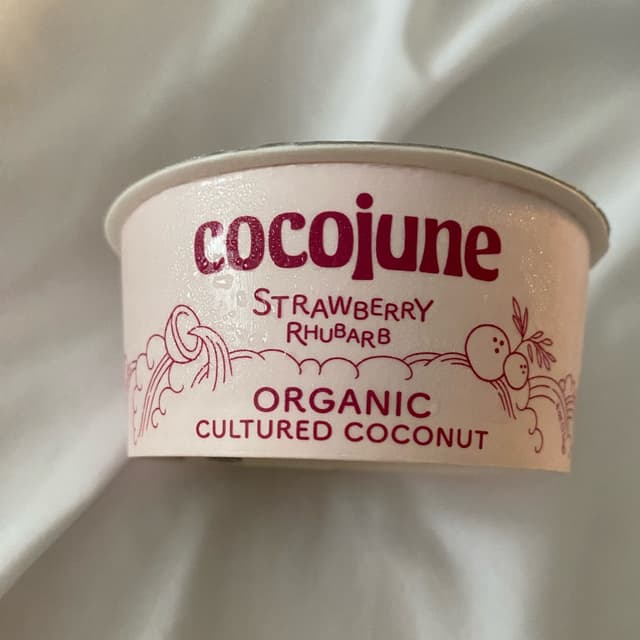 cocojune
STRAWBERRY
RHUBARB
ORGANIC
CULTURED COCONUT